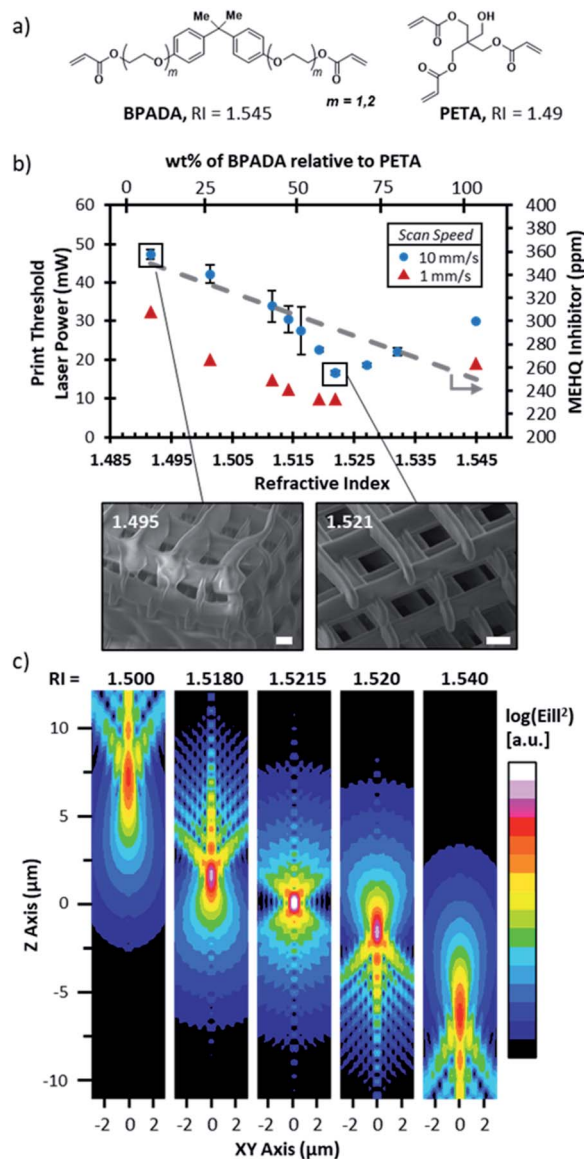 a)
Me Me
O O m O m O
BPADA, RI = 1.545
m = 1,2
OH
O O O
PETA, RI = 1.49
b)
wt% of BPADA relative to PETA
0 25 50 75 100
Print Threshold
Laser Power (mW)
60
50
40
30
20
10
0
Scan Speed
10 mm/s
1 mm/s
400
380
360
340
320
300
280
260
240
220
200
MEHQ Inhibitor (ppm)
1.485 1.495 1.505 1.515 1.525 1.535 1.545
Refractive Index
1.495
1.521
c)
RI = 1.500 1.5180 1.5215 1.520 1.540
log(Eill²)
[a.u.]
Z Axis (μm)
10
5
0
-5
-10
-2 0 2 -2 0 2 -2 0 2 -2 0 2 -2 0 2
XY Axis (μm)